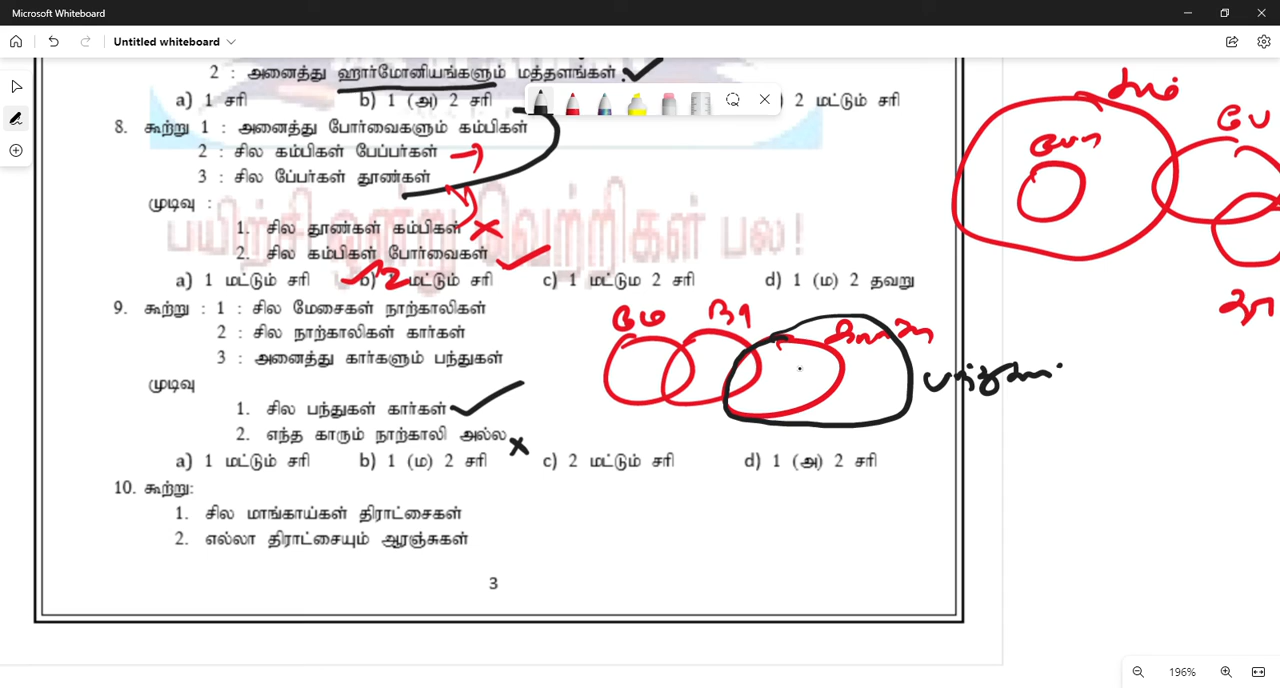 Microsoft Whiteboard
Untitled whiteboard
2 : அனைத்து ஹார்மோனியங்களும் மத்தளங்கள்
a) 1 சரி b) 1 (அ) 2 சரி ) 2 மட்டும் சரி
8. கூற்று 1 : அனைத்து போர்வைகளும் கம்பிகள்
2 : சில கம்பிகள் பேப்பர்கள்
3 : சில பேப்பர்கள் தூண்கள்
முடிவு :
1. சில தூண்கள் கம்பிகள்
2. சில கம்பிகள் போர்வைகள்
பயிற்சி ஒன்றே வெற்றிகள் பல!
a) 1 மட்டும் சரி b) 2 மட்டும் சரி c) 1 மட்டும 2 சரி d) 1 (ம) 2 தவறு
9. கூற்று : 1 : சில மேசைகள் நாற்காலிகள்
2 : சில நாற்காலிகள் கார்கள்
3 : அனைத்து கார்களும் பந்துகள்
முடிவு
1. சில பந்துகள் கார்கள்
2. எந்த காரும் நாற்காலி அல்ல
a) 1 மட்டும் சரி b) 1 (ம) 2 சரி c) 2 மட்டும் சரி d) 1 (அ) 2 சரி
10. கூற்று:
1. சில மாங்காய்கள் திராட்சைகள்
2. எல்லா திராட்சையும் ஆரஞ்சுகள்
3
196%